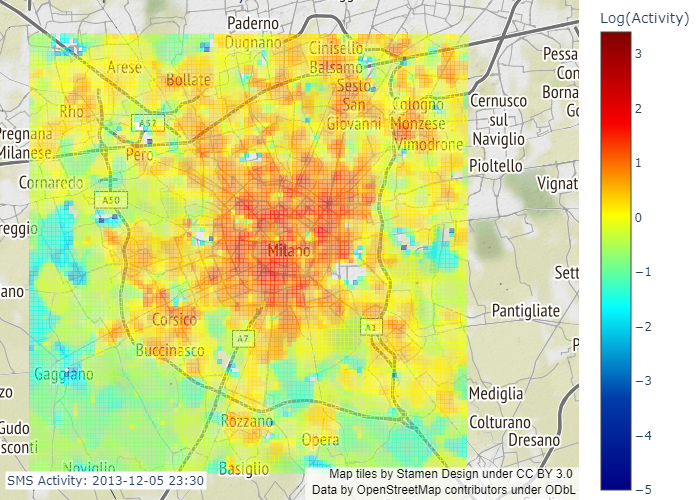 Log(Activity)
3
2
1
0
−1
−2
−3
−4
−5
Paderno
Dugnano
Cinisello
Balsamo
Arese
Bollate
Sesto
San
Giovanni
Rho
Cologno
Monzese
Vimodrone
Cernusco
sul
Naviglio
Pioltello
Pessa
Con
Borna
Go
Vignat
Pregnana
Milanese
A52
Pero
Cornaredo
A50
reggio
Milano
Sett
ano
Pantigliate
Corsico
A7
A1
Buccinasco
P
Gaggiano
zo
Mediglia
Rozzano
Colturano
Gudo
sconti
Opera
Dresano
Noviglio
Basiglio
SMS Activity: 2013-12-05 23:30
Map tiles by Stamen Design under CC BY 3.0
Data by OpenStreetMap contributors under ODbL